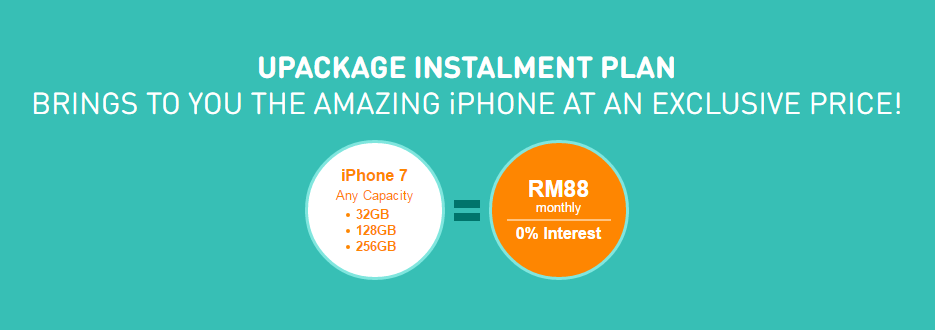 UPACKAGE INSTALMENT PLAN
BRINGS TO YOU THE AMAZING iPHONE AT AN EXCLUSIVE PRICE!
iPhone 7
Any Capacity
• 32GB
• 128GB
• 256GB
=
RM88
monthly
0% Interest